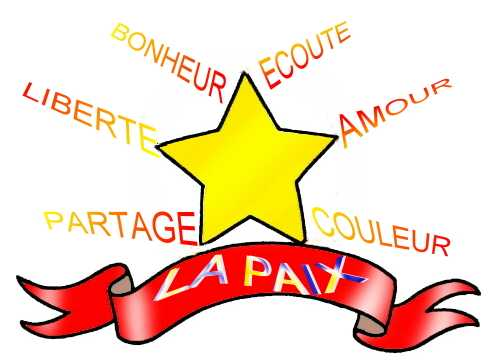 BONHEUR
ECOUTE
LIBERTE
AMOUR
PARTAGE
COULEUR
LA PAIX